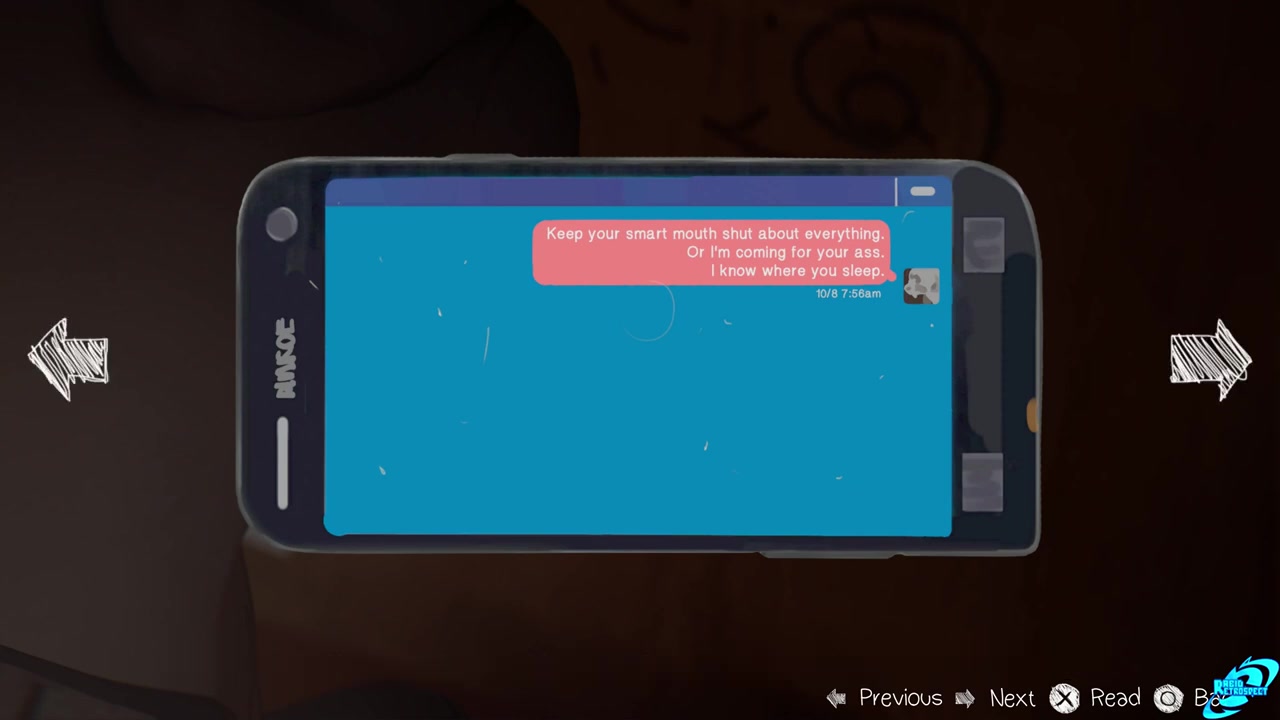 Keep your smart mouth shut about everything.
Or I'm coming for your ass.
I know where you sleep.
10/8 7:56am
Previous Next Read
RETROSPECT